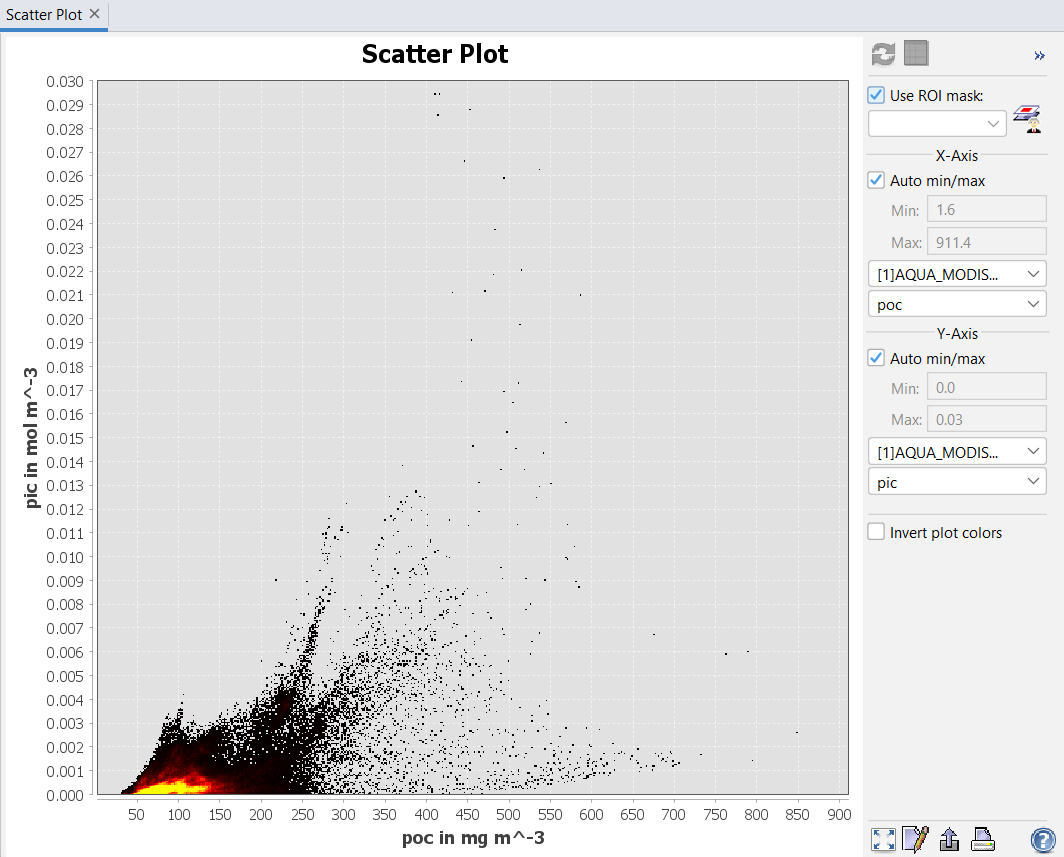 Scatter Plot
Scatter Plot
0.030
0.029
0.028
0.027
0.026
0.025
0.024
0.023
0.022
0.021
0.020
0.019
0.018
0.017
0.016
0.015
0.014
0.013
0.012
0.011
0.010
0.009
0.008
0.007
0.006
0.005
0.004
0.003
0.002
0.001
0.000
pic in mol m^-3
50 100 150 200 250 300 350 400 450 500 550 600 650 700 750 800 850 900
poc in mg m^-3
»
Use ROI mask:
X-Axis
Auto min/max
Min: 1.6
Max: 911.4
[1]AQUA_MODIS...
poc
Y-Axis
Auto min/max
Min: 0.0
Max: 0.03
[1]AQUA_MODIS...
pic
Invert plot colors
?